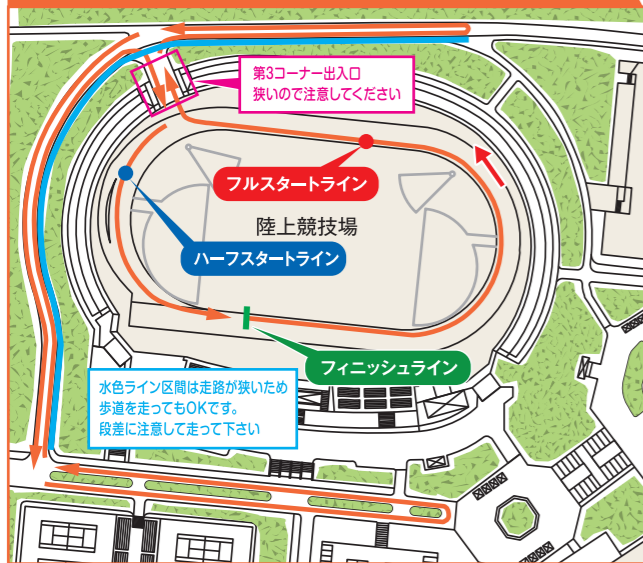 第3コーナー出入口
狭いので注意してください
フルスタートライン
陸上競技場
ハーフスタートライン
フィニッシュライン
水色ライン区間は走路が狭いため
歩道を走ってもOKです。
段差に注意して走って下さい